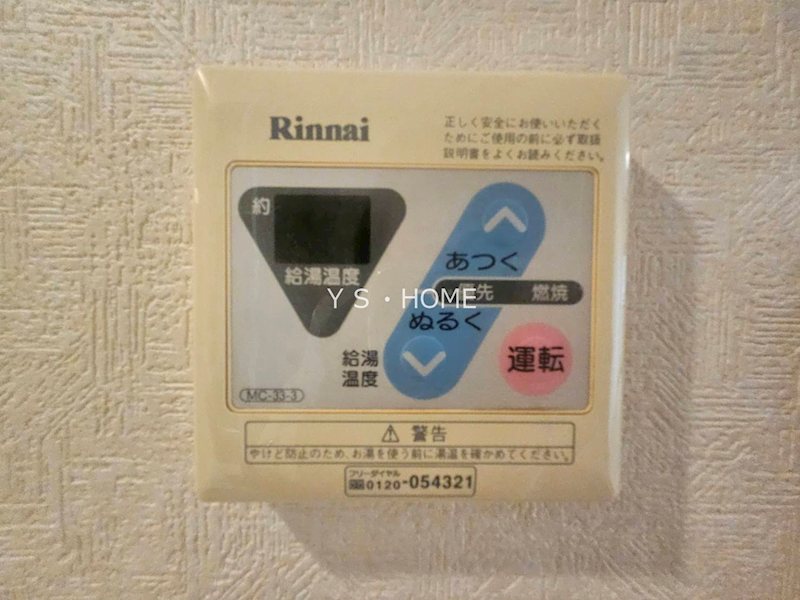 Rinnai
正しく安全にお使いいただく
ためにご使用の前に必ず取扱
説明書をよくお読みください。
約
給湯温度
あつく
優先 燃焼
Y S・HOME
ぬるく
給湯
温度
運転
MC-33-3
⚠ 警告
やけど防止のため、お湯を使う前に湯温を確かめてください。
フリーダイヤル
0120-054321